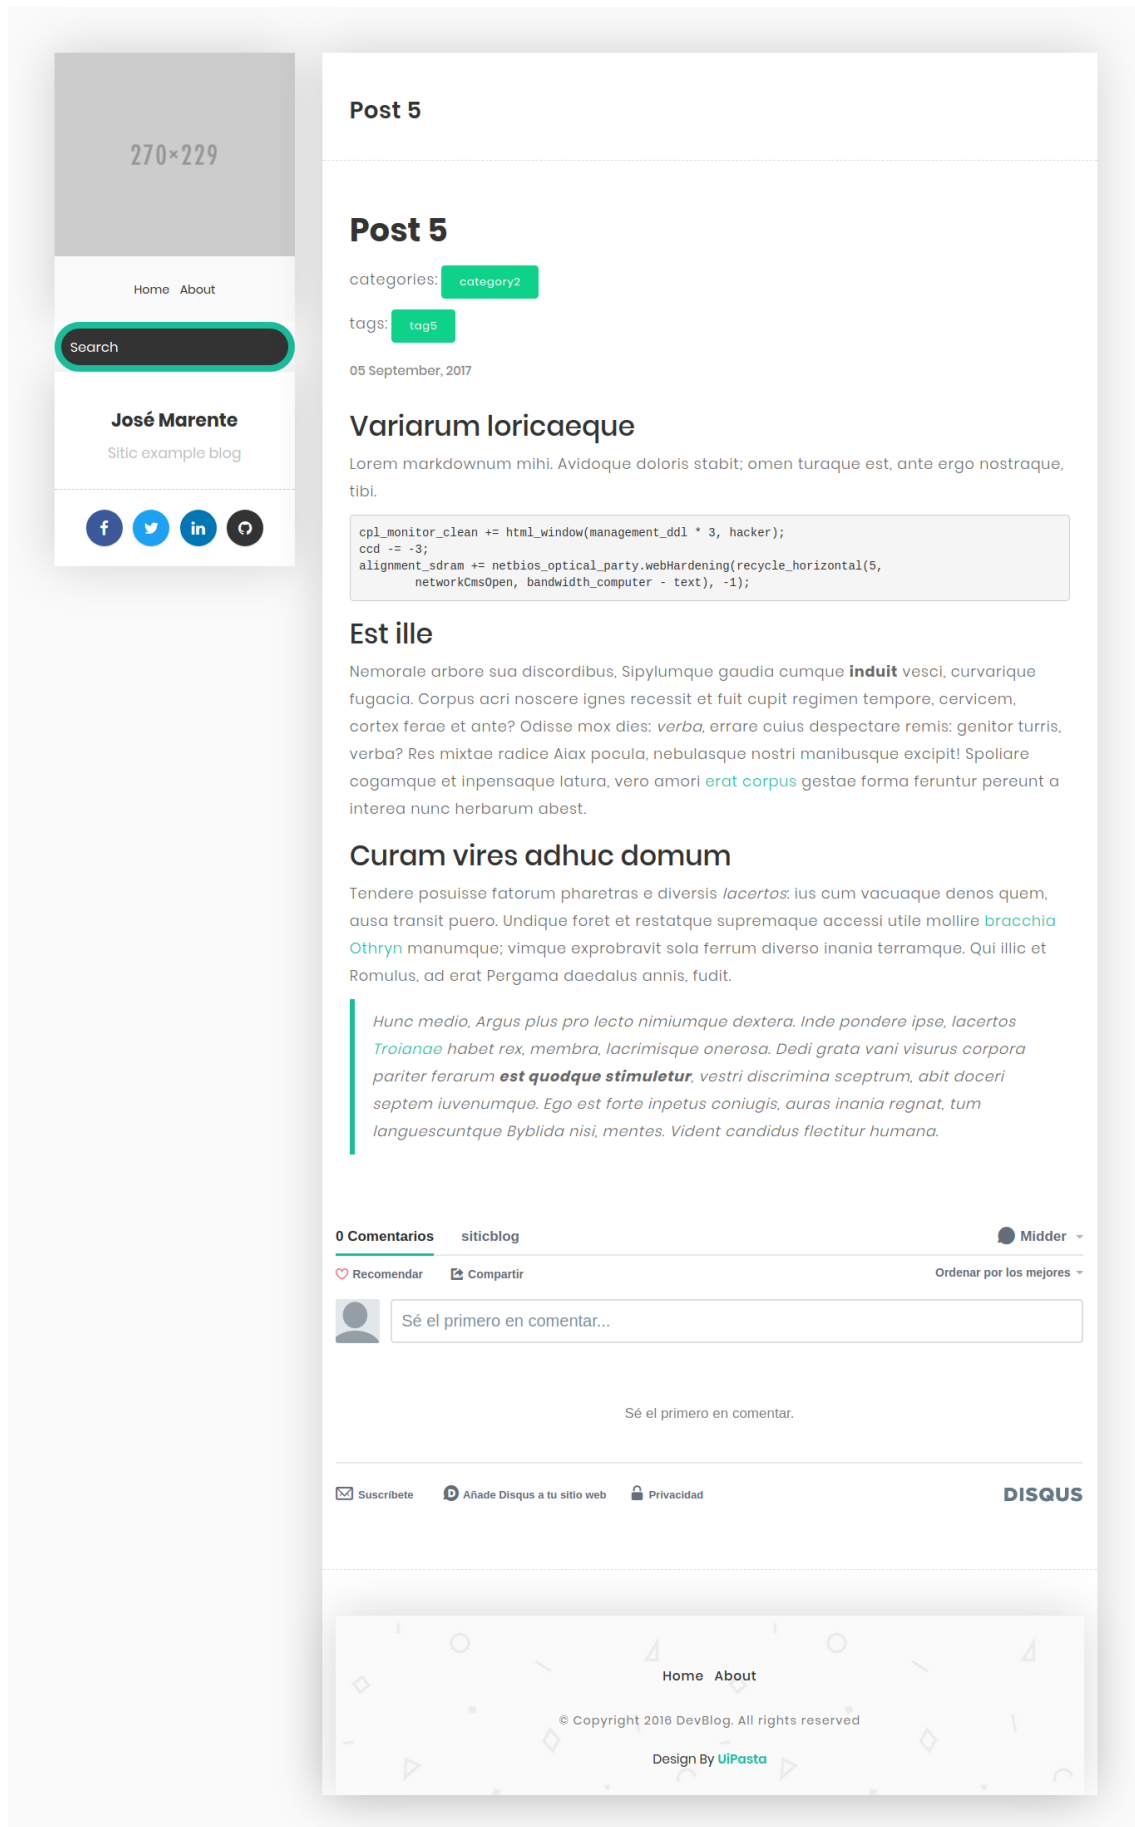 270×229
Home About
Search
José Marente
Sitic example blog
Post 5
Post 5
categories: category2
tags: tag5
05 September, 2017
Variarum loricaeque
Lorem markdownum mihi. Avidoque doloris stabit; omen turaque est, ante ergo nostraque,
tibi.
cpl_monitor_clean += html_window(management_ddl * 3, hacker);
ccd -= -3;
alignment_sdram += netbios_optical_party.webHardening(recycle_horizontal(5,
        networkCmsOpen, bandwidth_computer - text), -1);
Est ille
Nemorale arbore sua discordibus, Sipylumque gaudia cumque induit vesci, curvarique
fugacia. Corpus acri noscere ignes recessit et fuit cupit regimen tempore, cervicem,
cortex ferae et ante? Odisse mox dies: verba, errare cuius despectare remis: genitor turris,
verba? Res mixtae radice Aiax pocula, nebulasque nostri manibusque excipit! Spoliare
cogamque et inpensaque latura, vero amori erat corpus gestae forma feruntur pereunt a
interea nunc herbarum abest.
Curam vires adhuc domum
Tendere posuisse fatorum pharetras e diversis lacertos: ius cum vacuaque denos quem,
ausa transit puero. Undique foret et restatque supremaque accessi utile mollire bracchia
Othryn manumque; vimque exprobravit sola ferrum diverso inania terramque. Qui illic et
Romulus, ad erat Pergama daedalus annis, fudit.
Hunc medio, Argus plus pro lecto nimiumque dextera. Inde pondere ipse, lacertos
Troianae habet rex, membra, lacrimisque onerosa. Dedi grata vani visurus corpora
pariter ferarum est quodque stimuletur, vestri discrimina sceptrum, abit doceri
septem iuvenumque. Ego est forte inpetus coniugis, auras inania regnat, tum
languescuntque Byblida nisi, mentes. Vident candidus flectitur humana.
0 Comentarios siticblog Midder
Recomendar Compartir Ordenar por los mejores
Sé el primero en comentar...
Sé el primero en comentar.
Suscríbete Añade Disqus a tu sitio web Privacidad DISQUS
Home About
© Copyright 2016 DevBlog. All rights reserved
Design By UiPasta